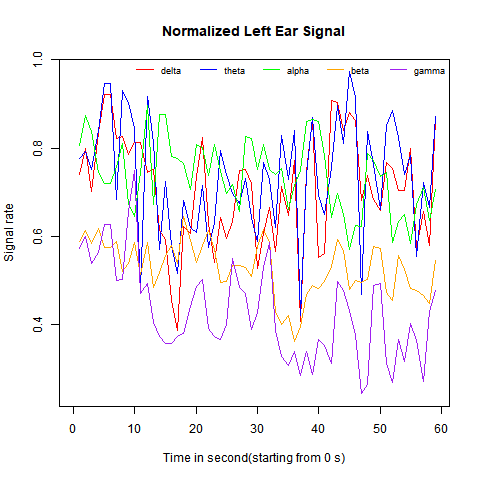 Normalized Left Ear Signal
delta theta alpha beta gamma
1.0
0.8
0.6
0.4
Signal rate
0 10 20 30 40 50 60
Time in second(starting from 0 s)